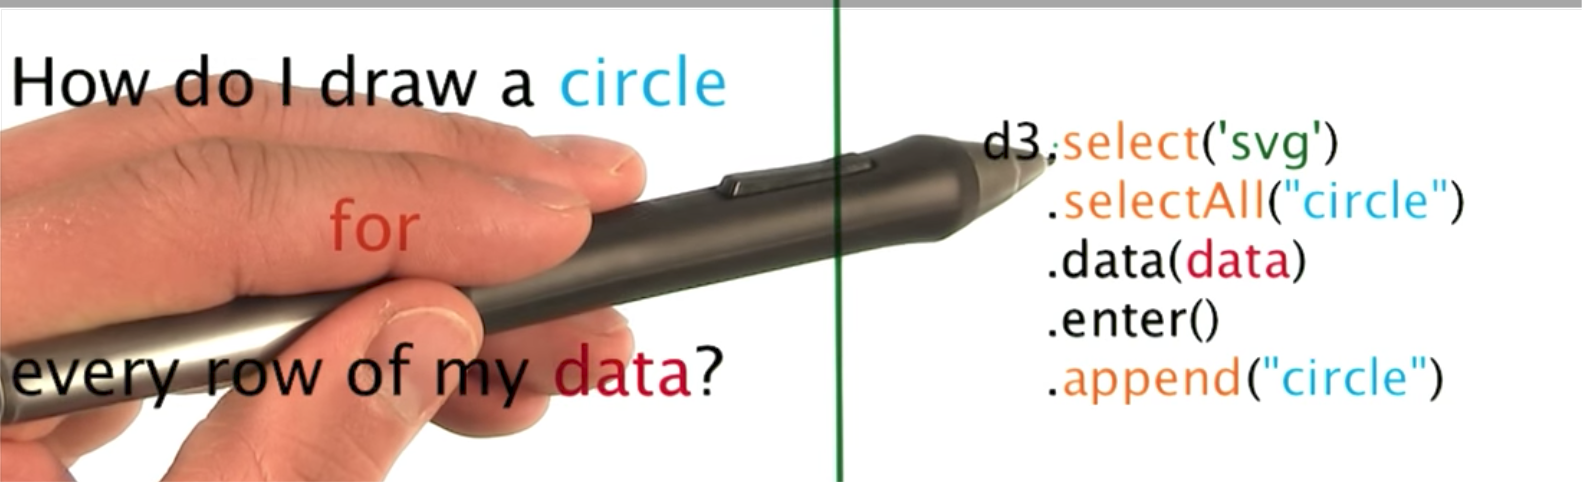 How do I draw a circle
for
every row of my data?
d3.select('svg')
.selectAll("circle")
.data(data)
.enter()
.append("circle")